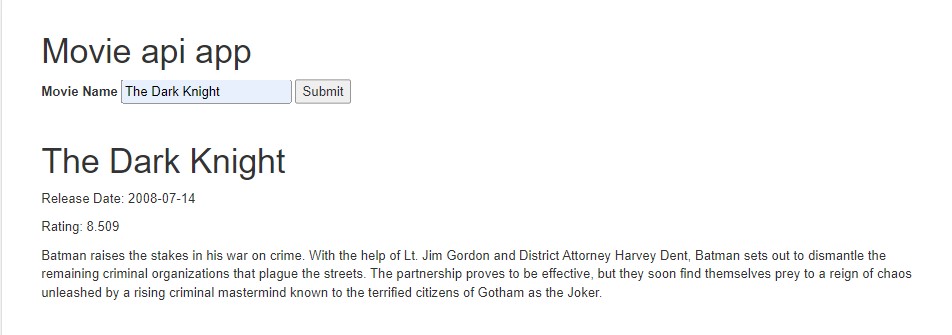 Movie api app
Movie Name The Dark Knight Submit
The Dark Knight
Release Date: 2008-07-14
Rating: 8.509
Batman raises the stakes in his war on crime. With the help of Lt. Jim Gordon and District Attorney Harvey Dent, Batman sets out to dismantle the
remaining criminal organizations that plague the streets. The partnership proves to be effective, but they soon find themselves prey to a reign of chaos
unleashed by a rising criminal mastermind known to the terrified citizens of Gotham as the Joker.